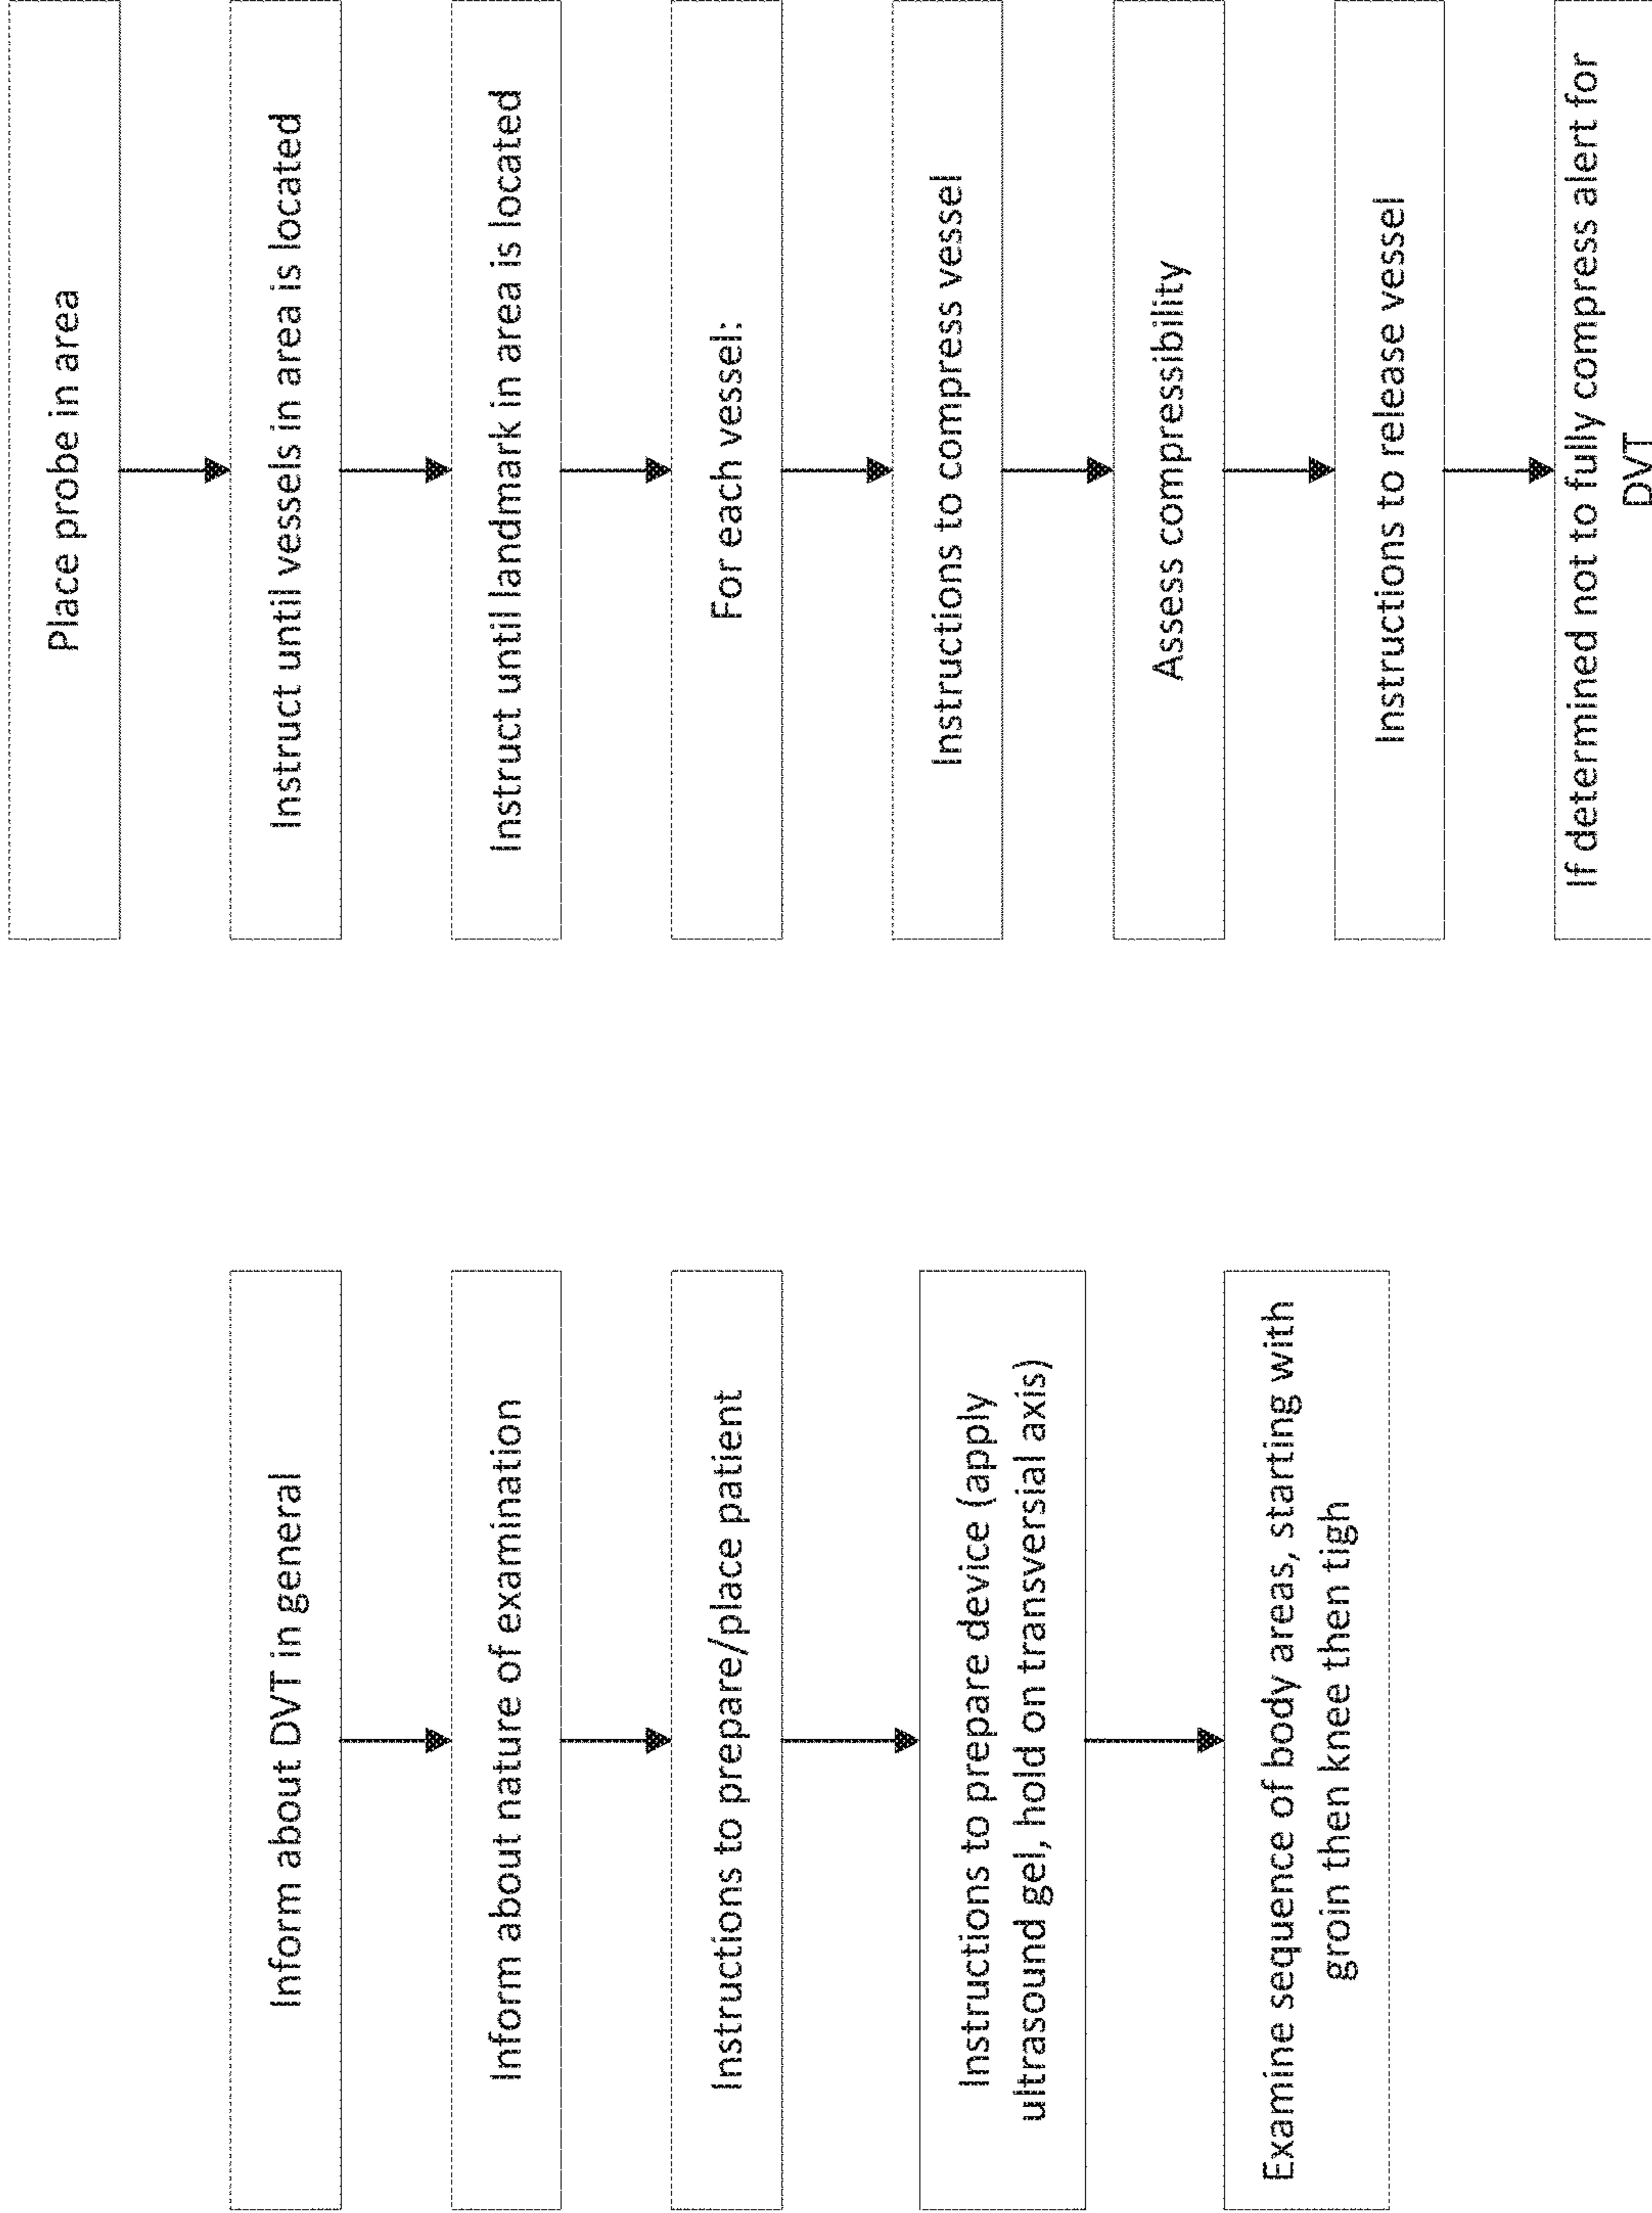 Inform about DVT in general
Inform about nature of examination
Instructions to prepare/place patient
Instructions to prepare device (apply
ultrasound gel, hold on transversial axis)
Examine sequence of body areas, starting with
groin then knee then tigh
Place probe in area
Instruct until vessels in area is located
Instruct until landmark in area is located
For each vessel:
Instructions to compress vessel
Assess compressibility
Instructions to release vessel
If determined not to fully compress alert for
DVT